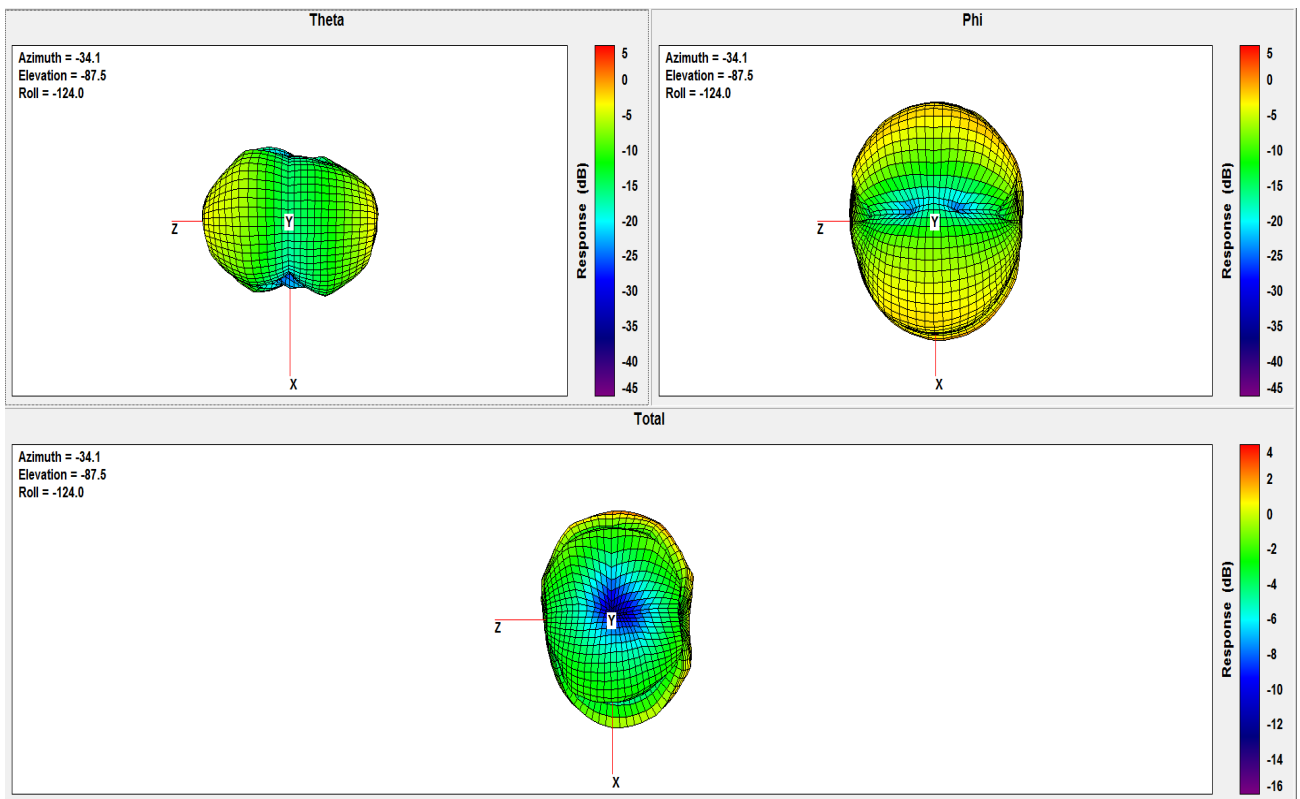 Theta
Azimuth = -34.1
Elevation = -87.5
Roll = -124.0
Z
Y
X
5
0
-5
-10
-15
-20
-25
-30
-35
-40
-45
Response (dB)
Phi
Azimuth = -34.1
Elevation = -87.5
Roll = -124.0
Z
Y
X
5
0
-5
-10
-15
-20
-25
-30
-35
-40
-45
Response (dB)
Total
Azimuth = -34.1
Elevation = -87.5
Roll = -124.0
Z
Y
X
4
2
0
-2
-4
-6
-8
-10
-12
-14
-16
Response (dB)